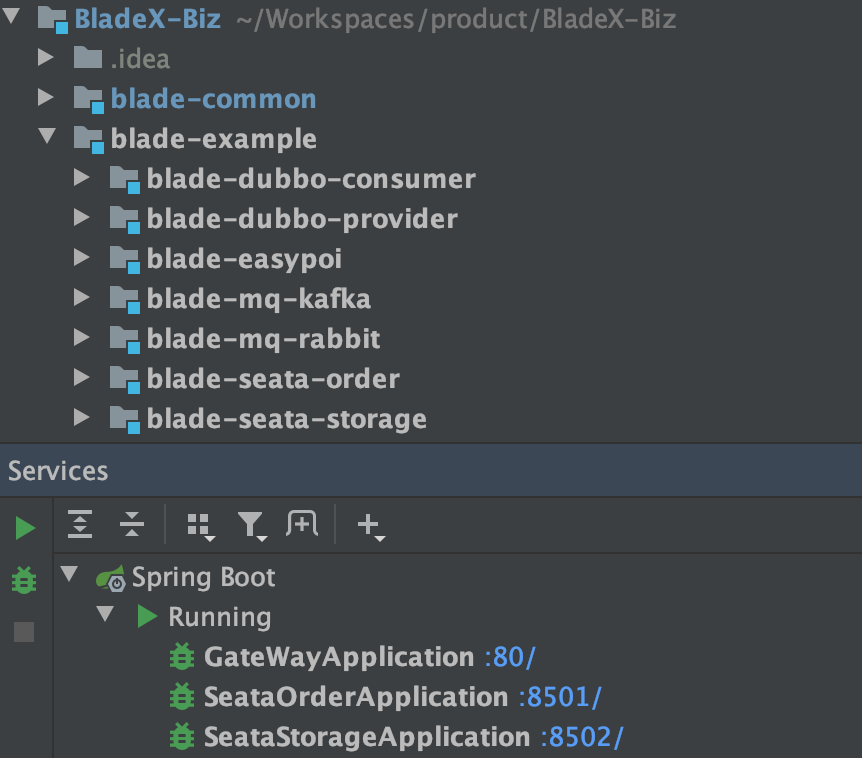 BladeX-Biz ~/Workspaces/product/BladeX-Biz
.idea
blade-common
blade-example
blade-dubbo-consumer
blade-dubbo-provider
blade-easypoi
blade-mq-kafka
blade-mq-rabbit
blade-seata-order
blade-seata-storage
Services
Spring Boot
Running
GateWayApplication :80/
SeataOrderApplication :8501/
SeataStorageApplication :8502/